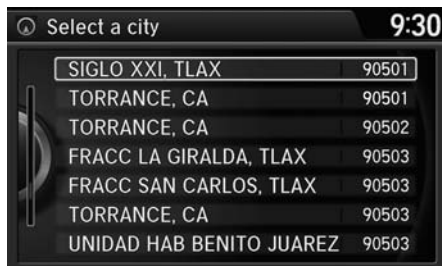 Select a city 9:30
SIGLO XXI, TLAX 90501
TORRANCE, CA 90501
TORRANCE, CA 90502
FRACC LA GIRALDA, TLAX 90503
FRACC SAN CARLOS, TLAX 90503
TORRANCE, CA 90503
UNIDAD HAB BENITO JUAREZ 90503